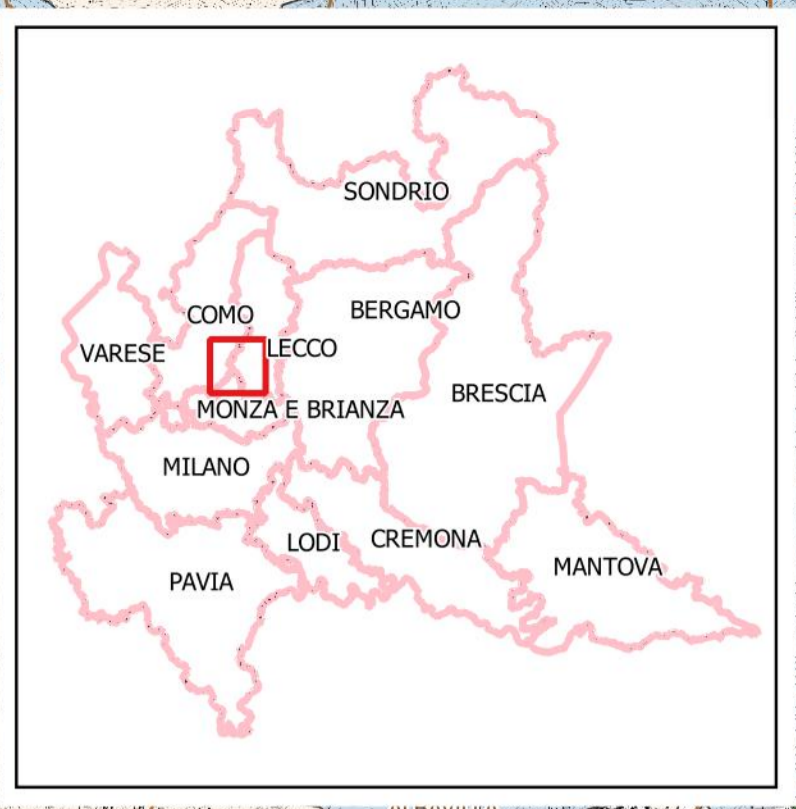 SONDRIO
COMO
BERGAMO
VARESE
LECCO
BRESCIA
MONZA E BRIANZA
MILANO
LODI
CREMONA
MANTOVA
PAVIA